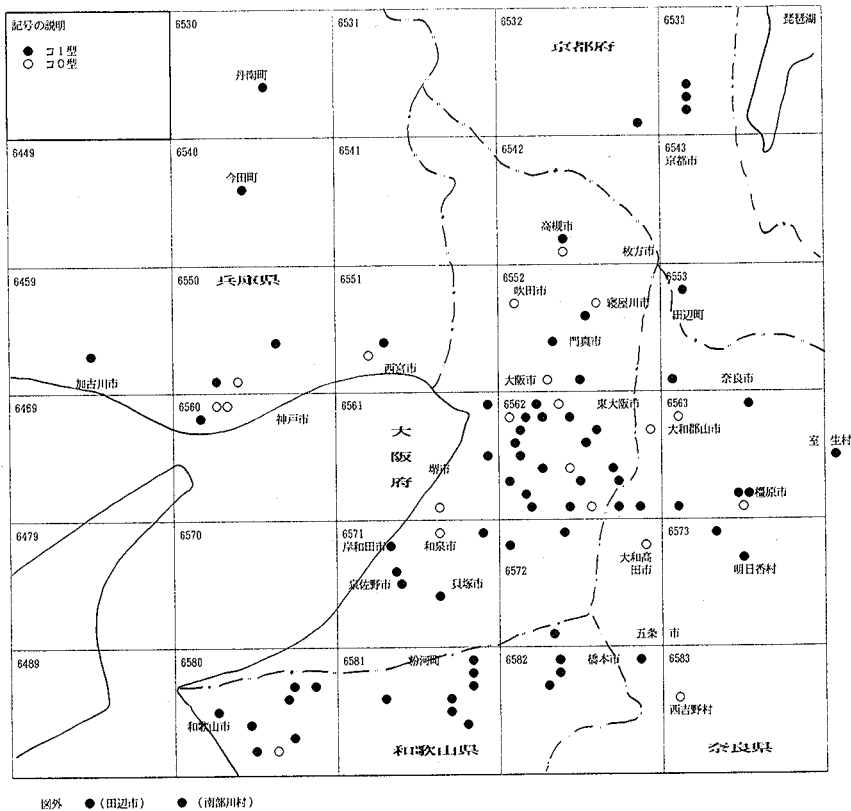 記号の説明
● コ1型
○ コ0型
6530
6531
6532
6533
琵琶湖
京都府
丹南町
6449
6540
6541
6542
6543
京都市
今田町
高槻市
枚方市
6459
6550
兵庫県
6551
6552
6553
吹田市
寝屋川市
田辺町
門真市
西宮市
加古川市
大阪市
奈良市
6469
6560
神戸市
6561
6562
東大阪市
6563
大和郡山市
大阪府
室生村
堺市
橿原市
6479
6570
6571
岸和田市
和泉市
6572
大和高田市
6573
明日香村
泉佐野市
貝塚市
五条市
6489
6580
6581
粉河町
6582
橋本市
6583
西吉野村
和歌山市
和歌山県
奈良県
図外 ●(田辺市) ●(南部川村)